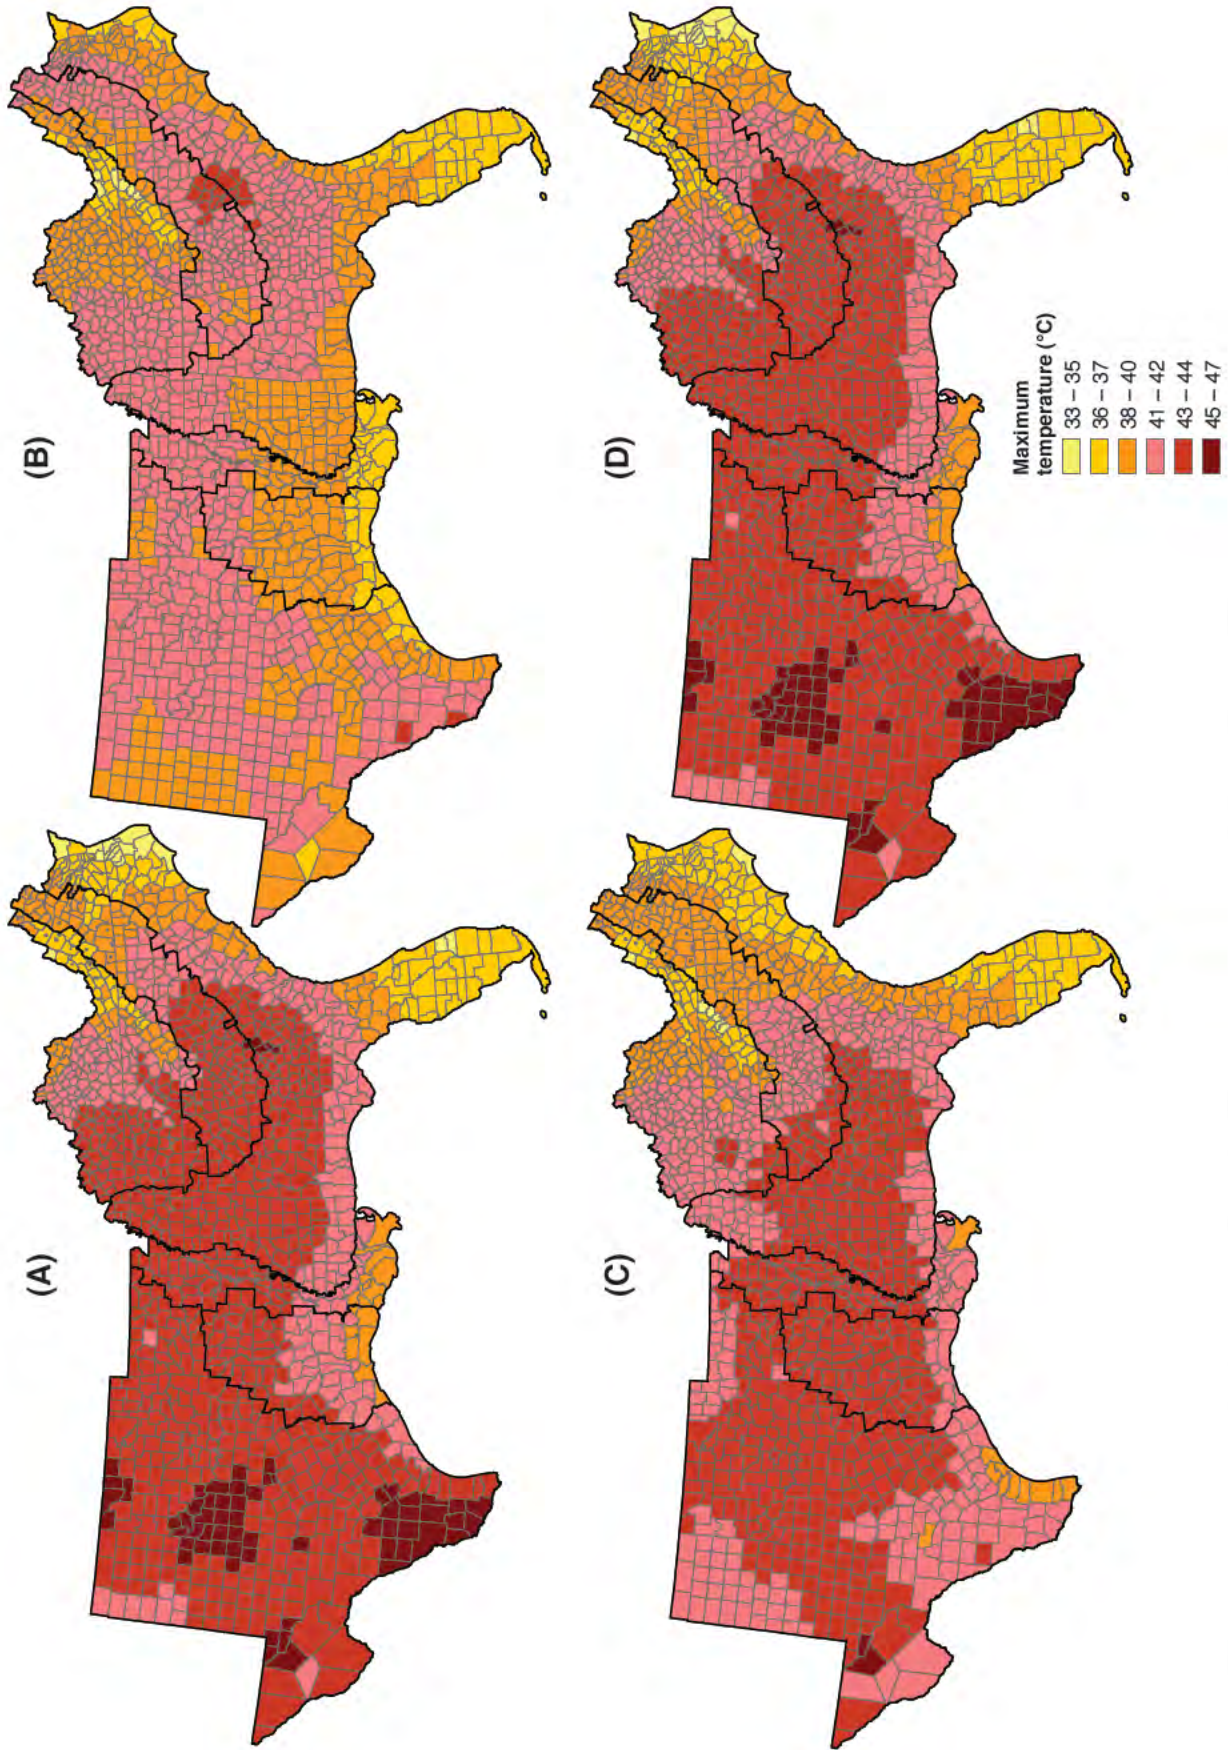 (A)
(B)
(C)
(D)
Maximum
temperature (°C)
33 – 35
36 – 37
38 – 40
41 – 42
43 – 44
45 – 47